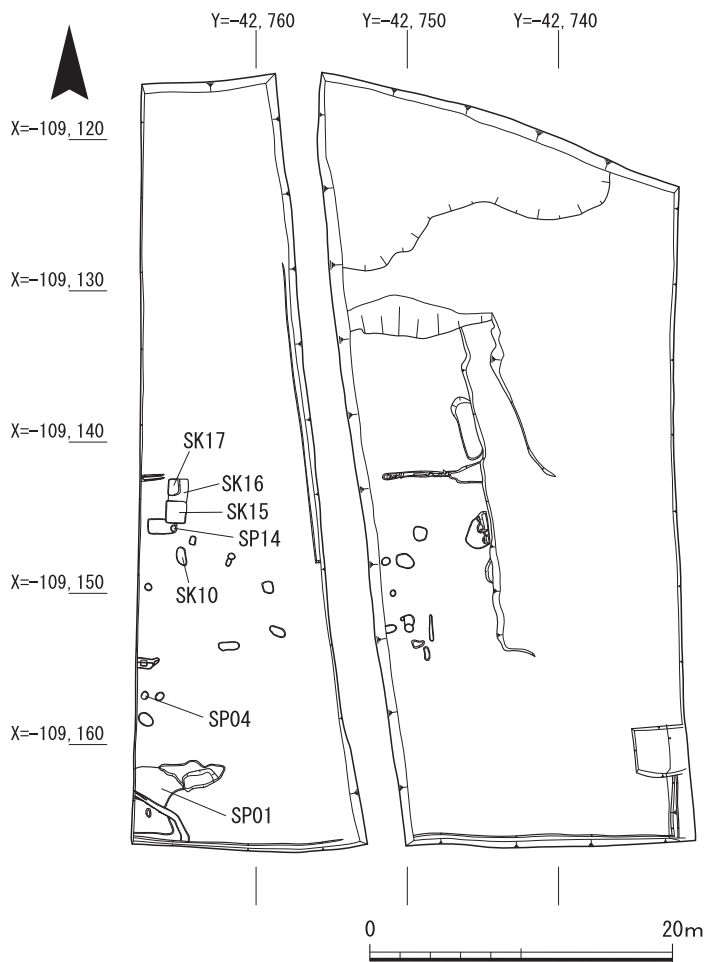 Y=-42,760 Y=-42,750 Y=-42,740
X=-109,120
X=-109,130
X=-109,140
SK17
SK16
SK15
SP14
X=-109,150
SK10
SP04
X=-109,160
SP01
0 20m